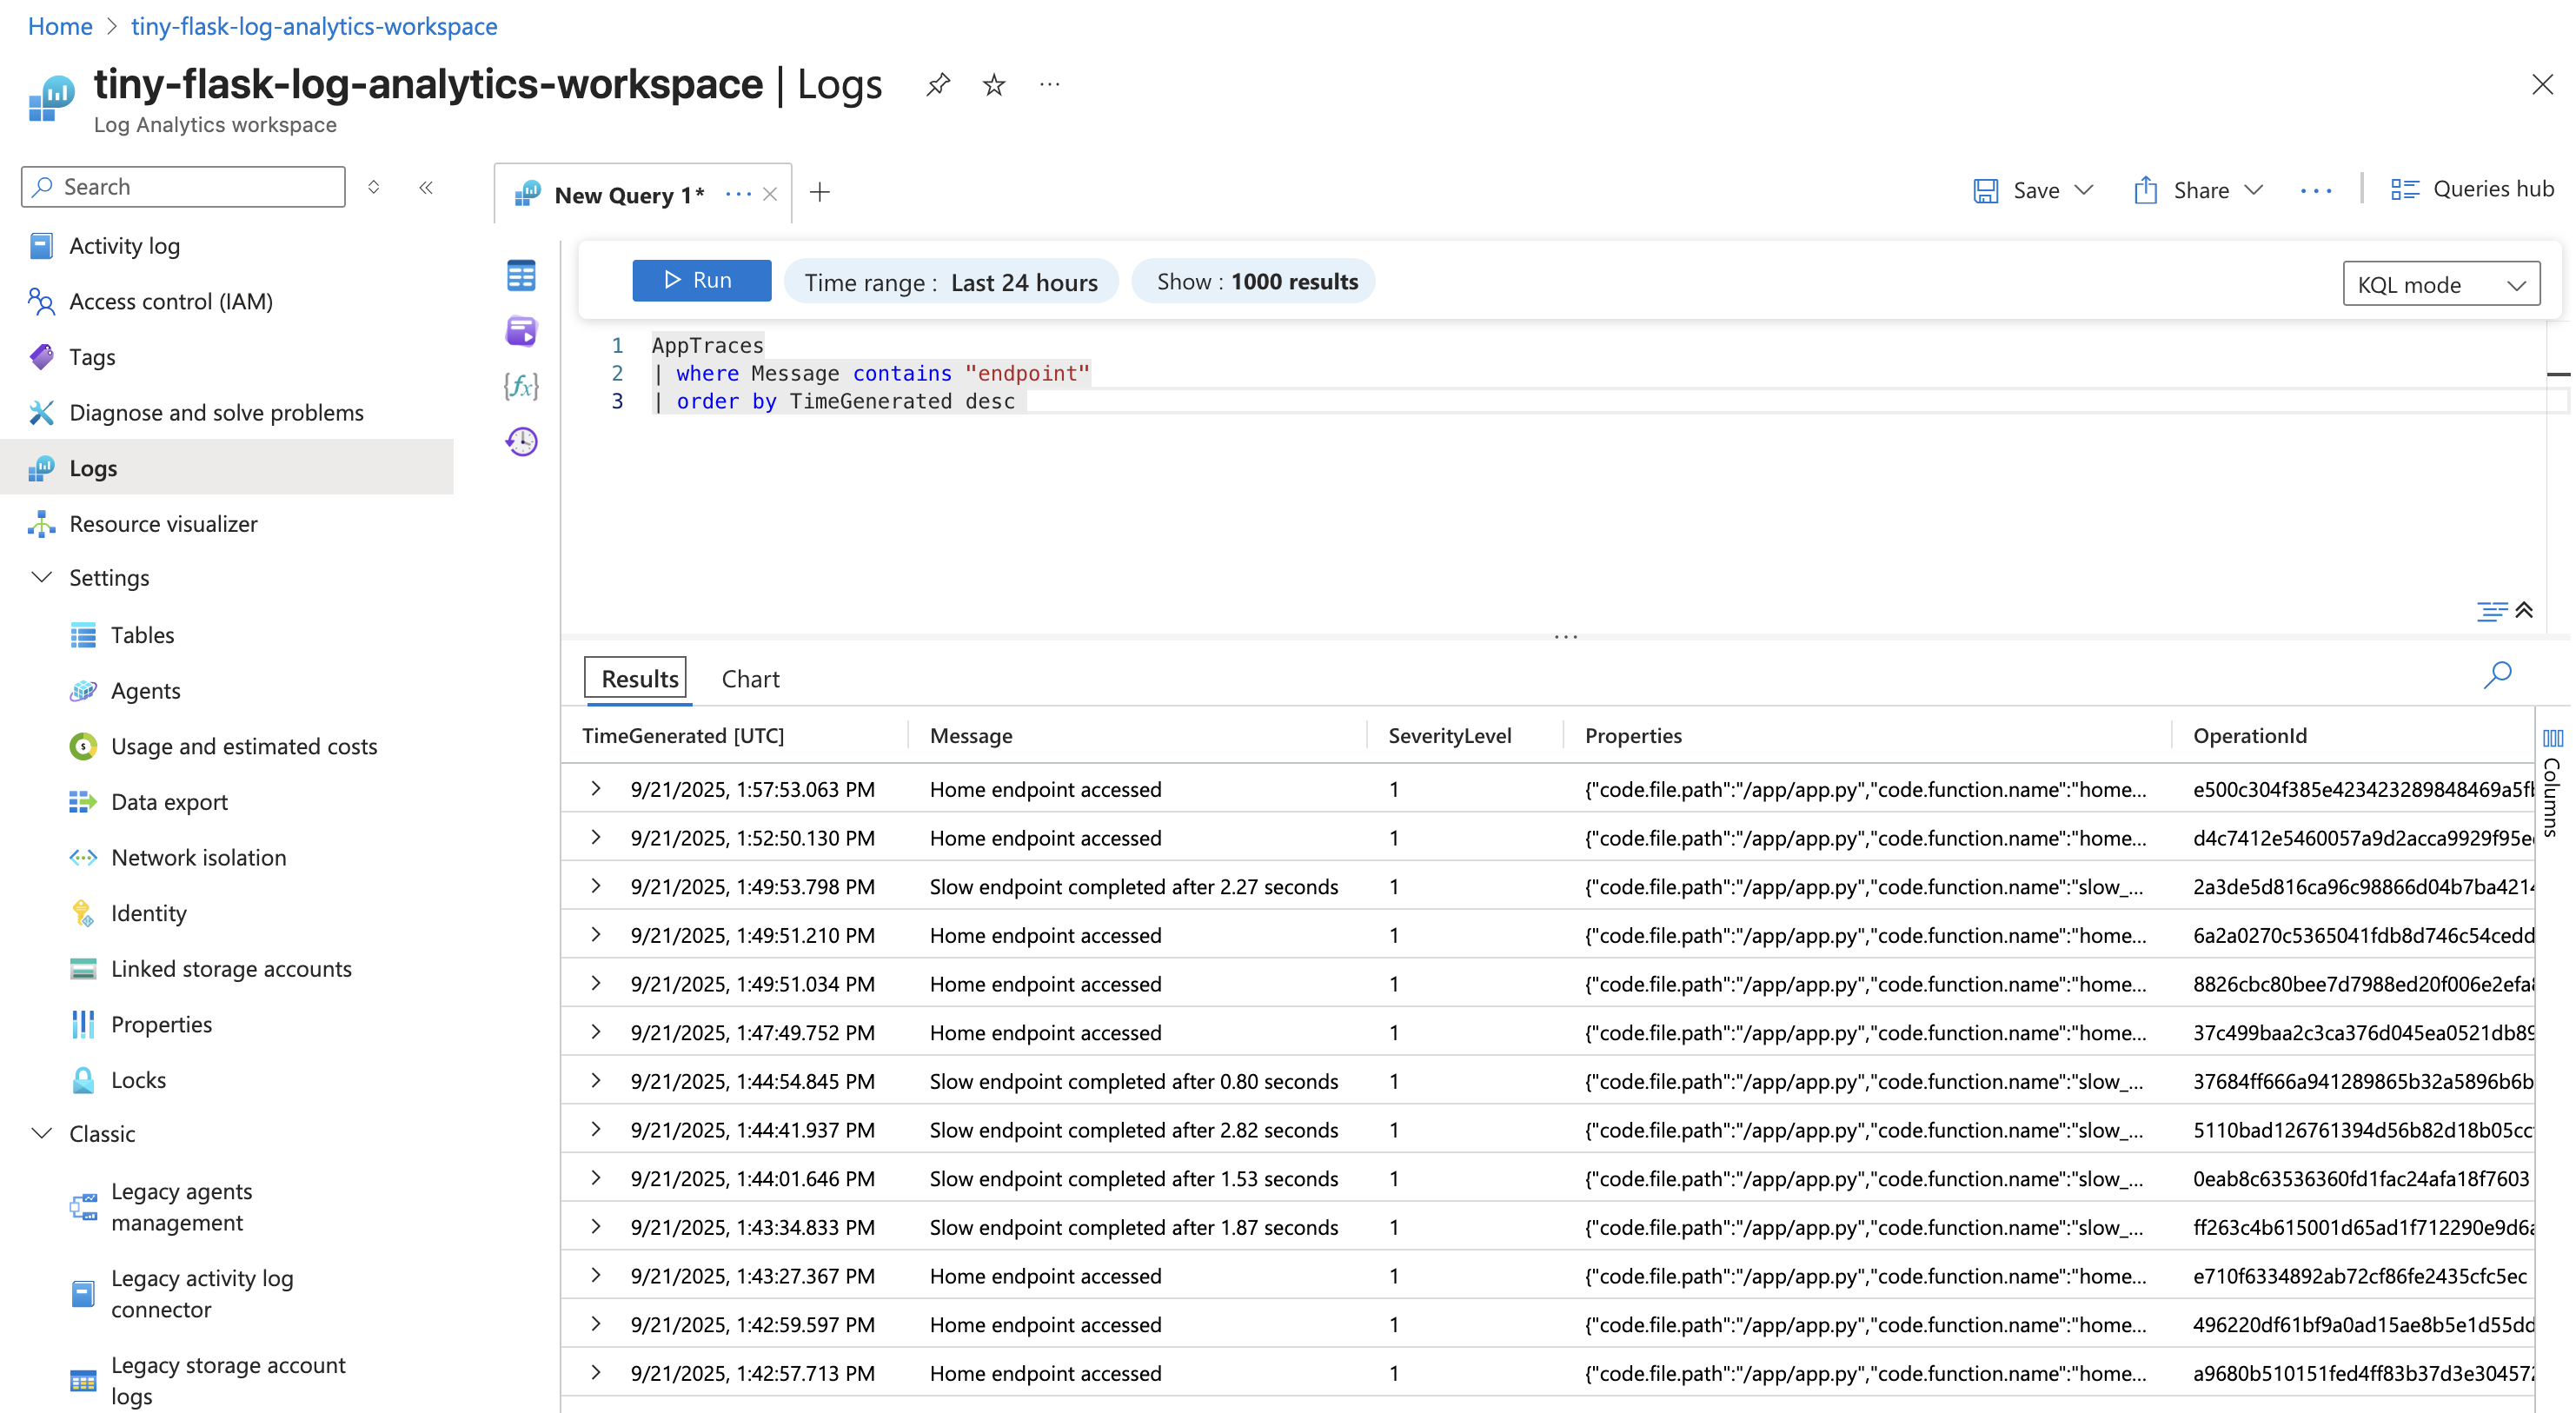 Home > tiny-flask-log-analytics-workspace
tiny-flask-log-analytics-workspace | Logs
Log Analytics workspace
Search
Activity log
Access control (IAM)
Tags
Diagnose and solve problems
Logs
Resource visualizer
Settings
Tables
Agents
Usage and estimated costs
Data export
Network isolation
Identity
Linked storage accounts
Properties
Locks
Classic
Legacy agents
management
Legacy activity log
connector
Legacy storage account
logs
New Query 1*
Save
Share
Queries hub
Run
Time range : Last 24 hours
Show : 1000 results
KQL mode
1 AppTraces
2 | where Message contains "endpoint"
3 | order by TimeGenerated desc
Results Chart
TimeGenerated [UTC] Message SeverityLevel Properties OperationId
9/21/2025, 1:57:53.063 PM Home endpoint accessed 1 {"code.file.path":"/app/app.py","code.function.name":"home... e500c304f385e423423289848469a5f
9/21/2025, 1:52:50.130 PM Home endpoint accessed 1 {"code.file.path":"/app/app.py","code.function.name":"home... d4c7412e5460057a9d2acca9929f95e
9/21/2025, 1:49:53.798 PM Slow endpoint completed after 2.27 seconds 1 {"code.file.path":"/app/app.py","code.function.name":"slow_... 2a3de5d816ca96c98866d04b7ba421
9/21/2025, 1:49:51.210 PM Home endpoint accessed 1 {"code.file.path":"/app/app.py","code.function.name":"home... 6a2a0270c5365041fdb8d746c54cedd
9/21/2025, 1:49:51.034 PM Home endpoint accessed 1 {"code.file.path":"/app/app.py","code.function.name":"home... 8826cbc80bee7d7988ed20f006e2efa
9/21/2025, 1:47:49.752 PM Home endpoint accessed 1 {"code.file.path":"/app/app.py","code.function.name":"home... 37c499baa2c3ca376d045ea0521db89
9/21/2025, 1:44:54.845 PM Slow endpoint completed after 0.80 seconds 1 {"code.file.path":"/app/app.py","code.function.name":"slow_... 37684ff666a941289865b32a5896b6b
9/21/2025, 1:44:41.937 PM Slow endpoint completed after 2.82 seconds 1 {"code.file.path":"/app/app.py","code.function.name":"slow_... 5110bad126761394d56b82d18b05cc
9/21/2025, 1:44:01.646 PM Slow endpoint completed after 1.53 seconds 1 {"code.file.path":"/app/app.py","code.function.name":"slow_... 0eab8c63536360fd1fac24afa18f7603
9/21/2025, 1:43:34.833 PM Slow endpoint completed after 1.87 seconds 1 {"code.file.path":"/app/app.py","code.function.name":"slow_... ff263c4b615001d65ad1f712290e9d6
9/21/2025, 1:43:27.367 PM Home endpoint accessed 1 {"code.file.path":"/app/app.py","code.function.name":"home... e710f6334892ab72cf86fe2435cfc5ec
9/21/2025, 1:42:59.597 PM Home endpoint accessed 1 {"code.file.path":"/app/app.py","code.function.name":"home... 496220df61bf9a0ad15ae8b5e1d55dd
9/21/2025, 1:42:57.713 PM Home endpoint accessed 1 {"code.file.path":"/app/app.py","code.function.name":"home... a9680b510151fed4ff83b37d3e30457
Columns